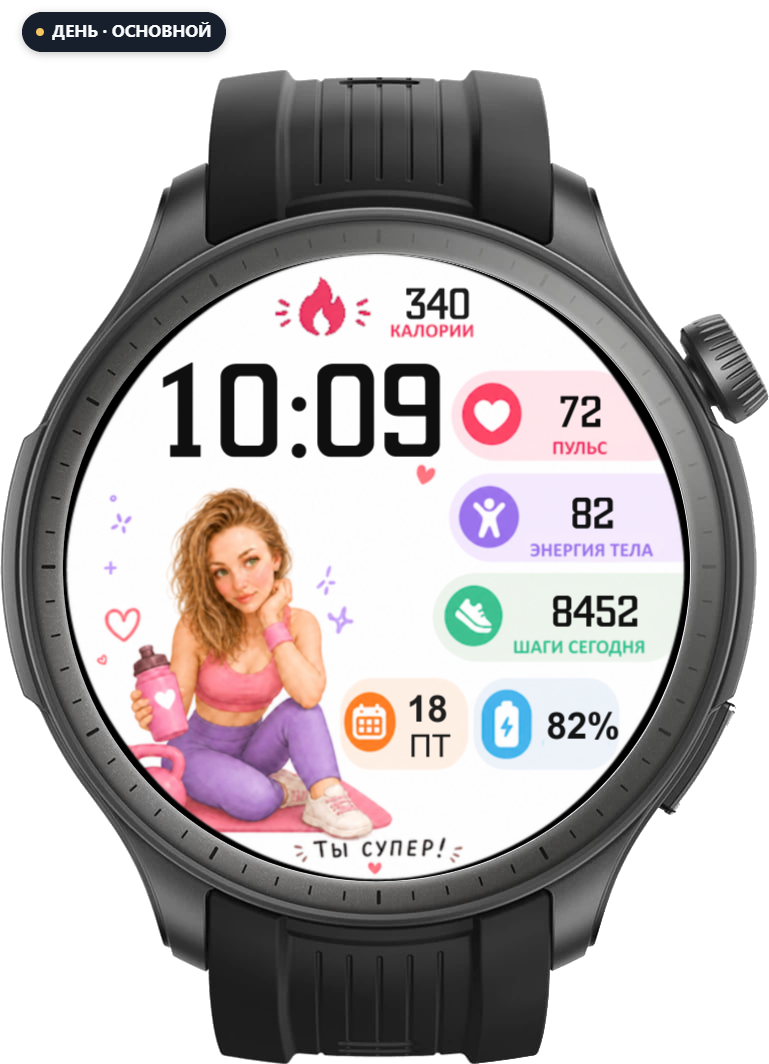 ДЕНЬ · ОСНОВНОЙ
340
КАЛОРИИ
10:09
72
ПУЛЬС
82
ЭНЕРГИЯ ТЕЛА
8452
ШАГИ СЕГОДНЯ
18
ПТ
82%
ТЫ СУПЕР!